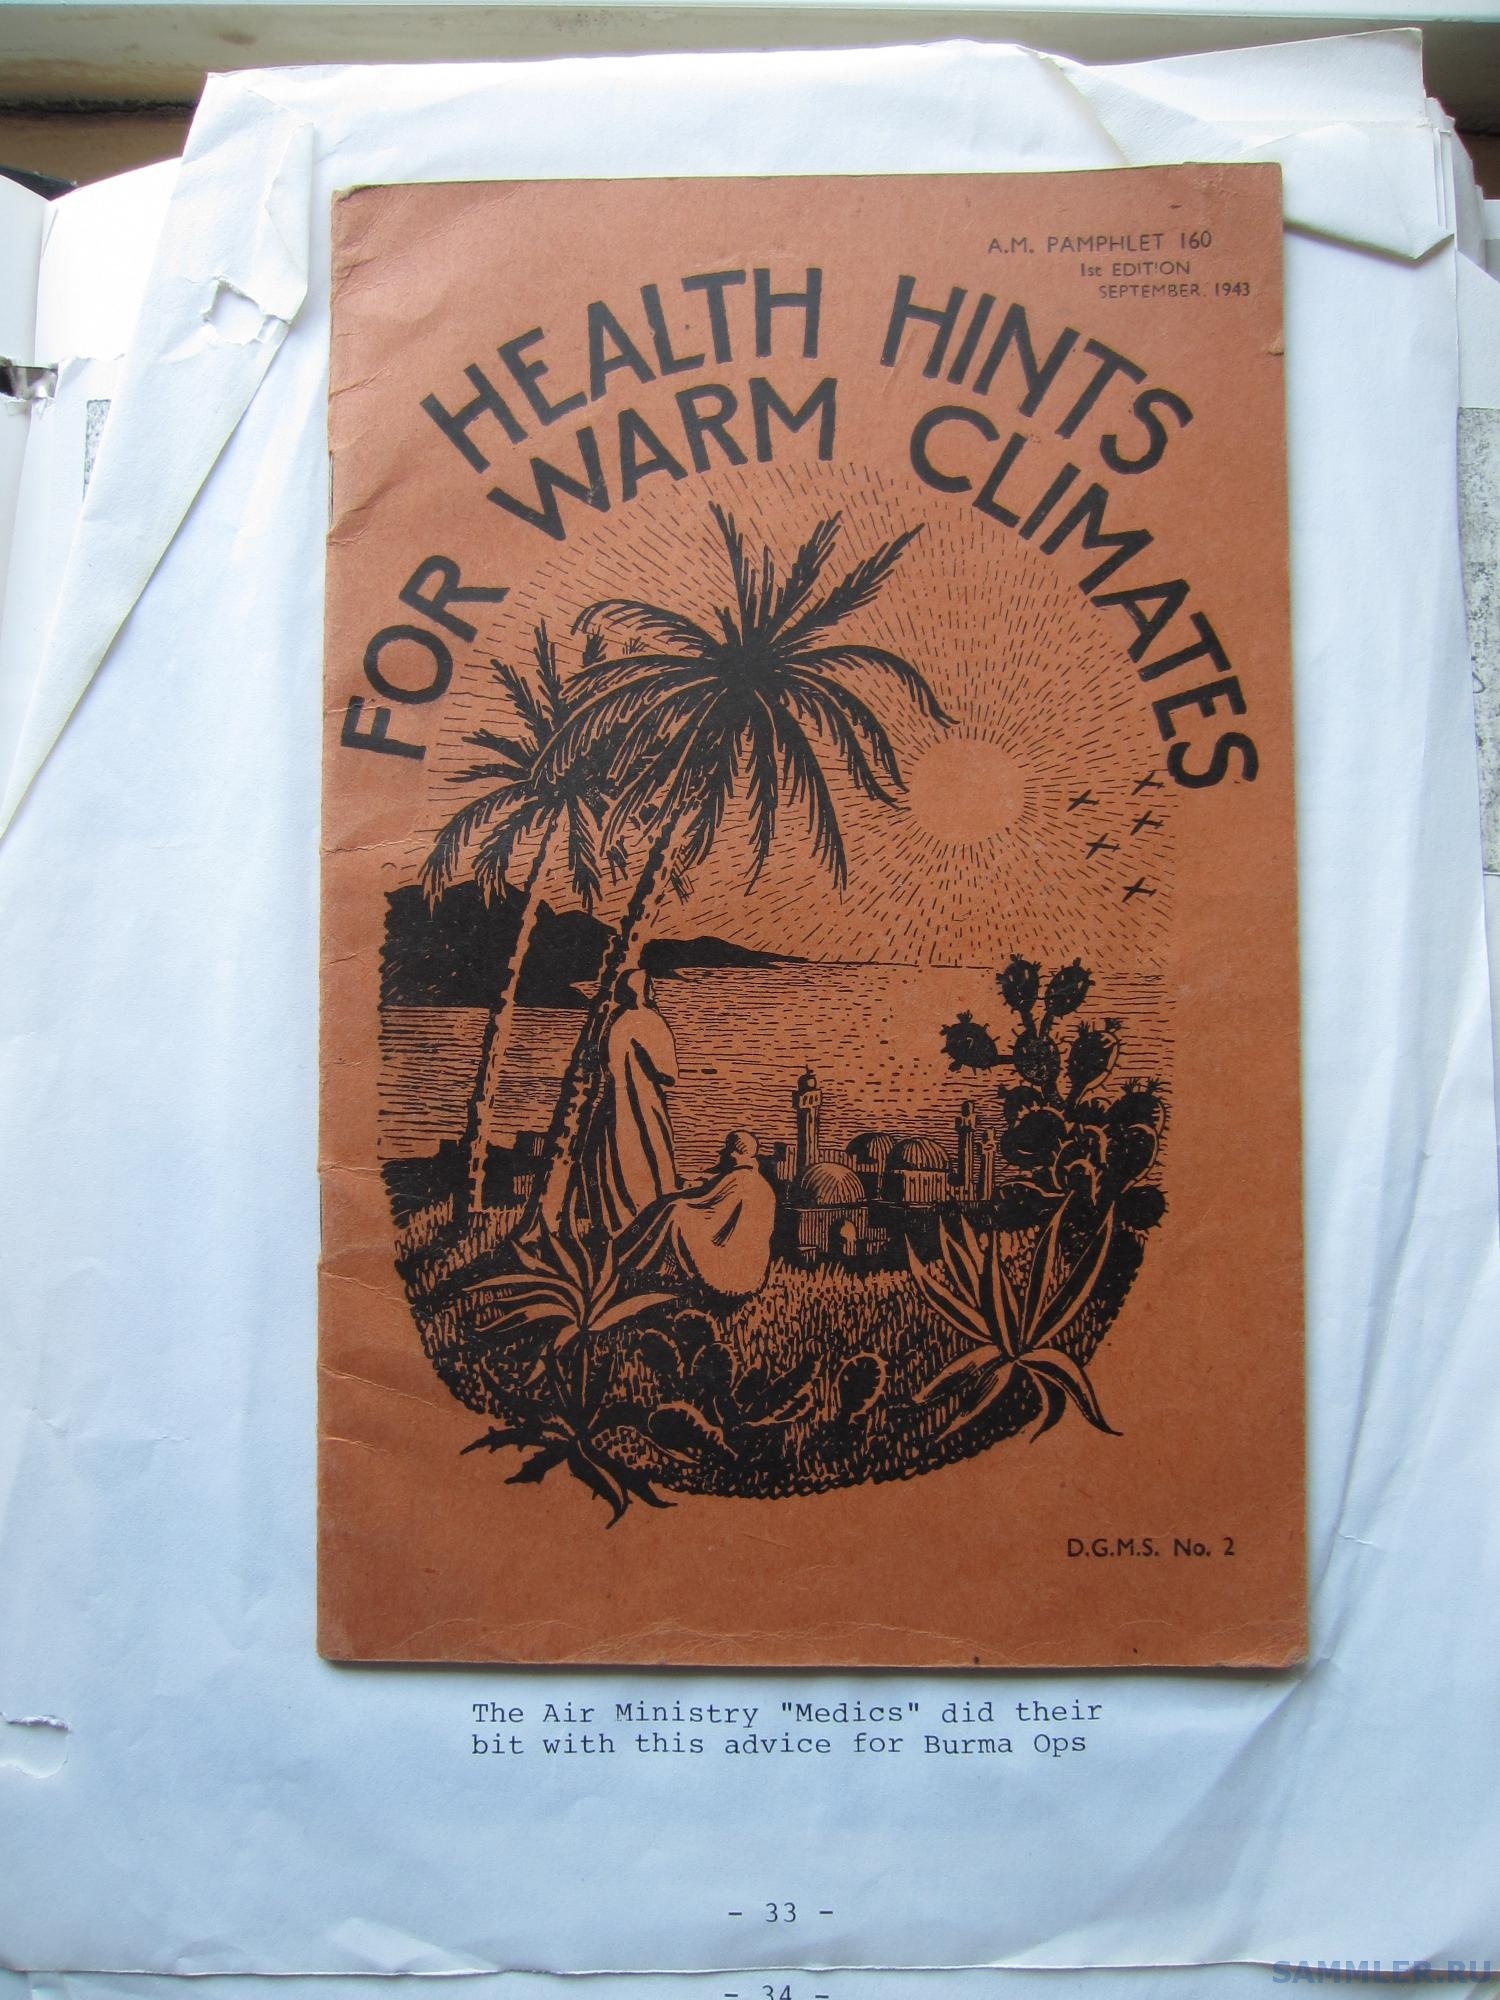 A.M. PAMPHLET 160
1st EDITION
SEPTEMBER, 1943
HEALTH HINTS
FOR WARM CLIMATES
D.G.M.S. No. 2
The Air Ministry "Medics" did their
bit with this advice for Burma Ops
- 33 -
- 34 -
SAMMLER.RU